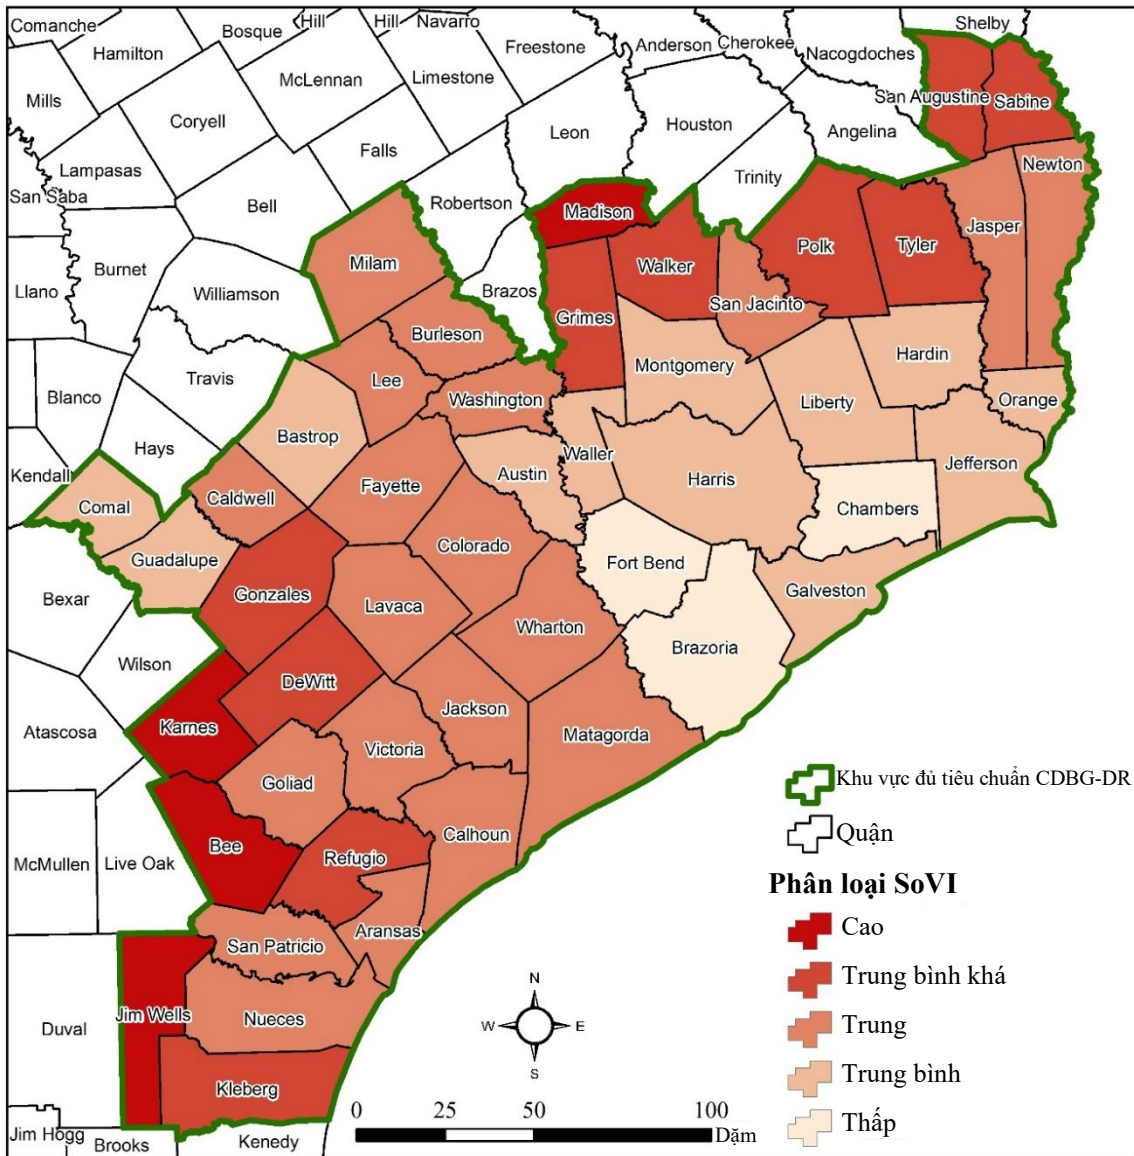 Shelby
Comanche
Hill
Hill
Navarro
Bosque
Hamilton
Freestone
Anderson
Cherokee
Nacogdoches
McLennan
Limestone
Mills
San Augustine
Sabine
Coryell
Leon
Houston
Angelina
Falls
Lampasas
Trinity
Newton
San Saba
Bell
Robertson
Madison
Jasper
Polk
Tyler
Milam
Walker
Burnet
Llano
Williamson
Brazos
San Jacinto
Grimes
Burleson
Hardin
Montgomery
Travis
Lee
Blanco
Washington
Liberty
Orange
Bastrop
Hays
Waller
Jefferson
Kendall
Austin
Harris
Fayette
Caldwell
Comal
Chambers
Colorado
Guadalupe
Fort Bend
Galveston
Gonzales
Bexar
Lavaca
Wharton
Brazoria
Wilson
DeWitt
Jackson
Karnes
Atascosa
Matagorda
Victoria
Goliad
Calhoun
Bee
Refugio
McMullen
Live Oak
Aransas
San Patricio
Jim Wells
Nueces
Duval
Kleberg
Jim Hogg
Brooks
Kenedy
N
W
E
S
0
25
50
100
Dặm
Khu vực đủ tiêu chuẩn CDBG-DR
Quận
Phân loại SoVI
Cao
Trung bình khá
Trung
Trung bình
Thấp